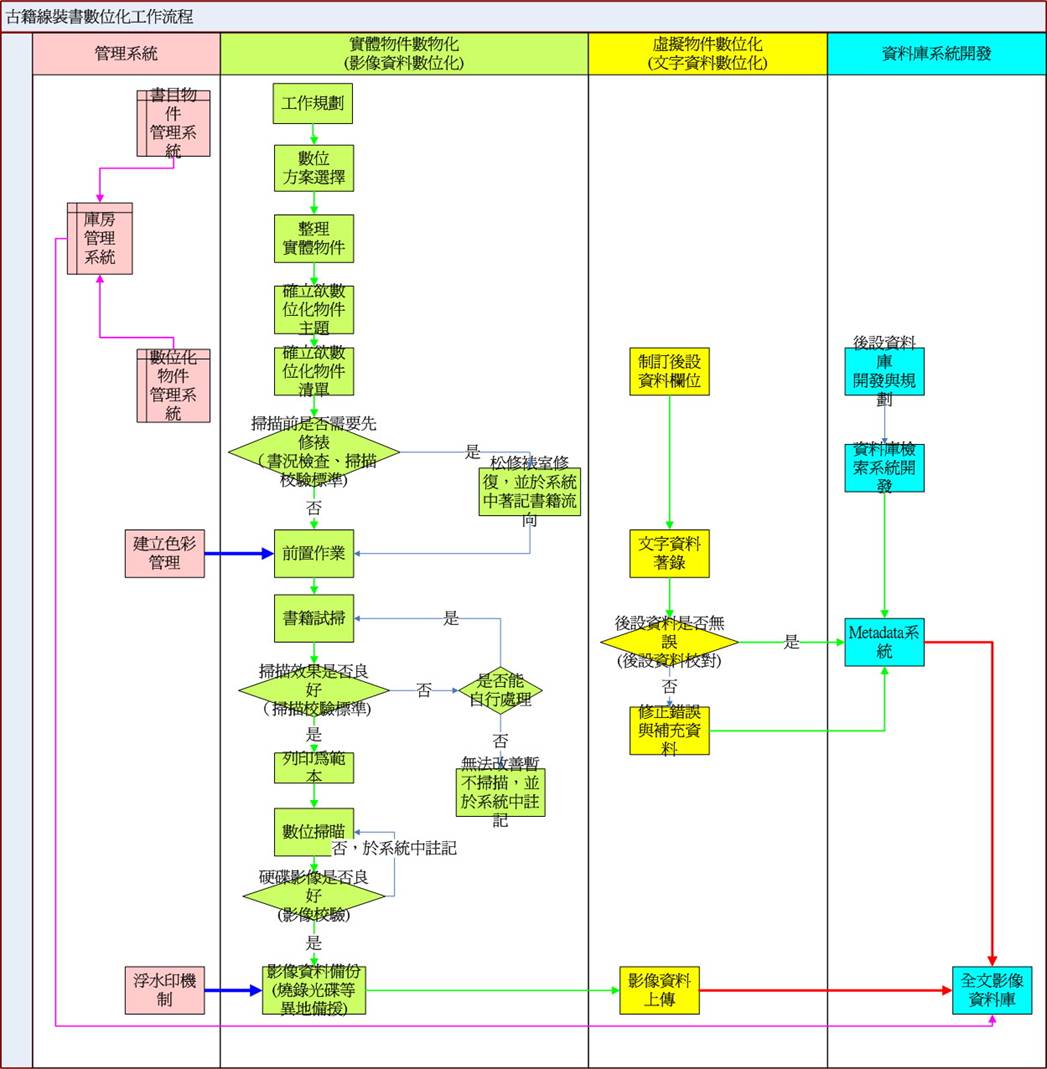 古籍線裝書數位化工作流程
管理系統
實體物件數物化
(影像資料數位化)
虛擬物件數位化
(文字資料數位化)
資料庫系統開發
書目物
件
管理系
統
庫房
管理
系統
數位化
物件
管理系
統
建立色彩
管理
浮水印機
制
工作規劃
數位
方案選擇
整理
實體物件
確立欲數
位化物件
主題
確立欲數
位化物件
清單
掃描前是否需要先
修裱
(書況檢查、掃描
校驗標準)
是
松修裱室修
復，並於系統
中著記書籍流
向
否
前置作業
書籍試掃
是
掃描效果是否良
好
(掃描校驗標準)
否
是否能
自行處理
是
否
列印為範
本
無法改善暫
不掃描，並
於系統中註
記
數位掃瞄
否，於系統中註記
硬碟影像是否良
好
(影像校驗)
是
影像資料備份
(燒錄光碟等
異地備援)
制訂後設
資料欄位
文字資料
著錄
後設資料是否無
誤
(後設資料校對)
是
否
修正錯誤
與補充資
料
影像資料
上傳
後設資料
庫
開發與規
劃
資料庫檢
索系統開
發
Metadata系
統
全文影像
資料庫